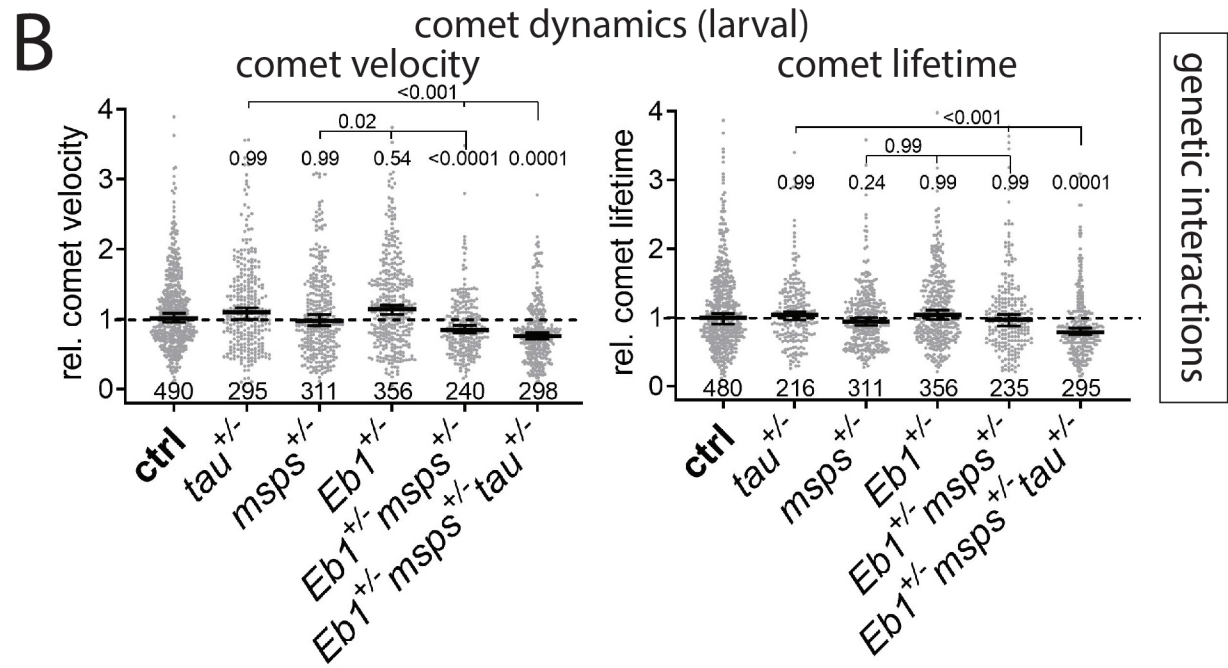 B
comet dynamics (larval)
comet velocity
<0.001
0.02
0.99 0.99 0.54 <0.0001 0.0001
rel. comet velocity
4
3
2
1
0
490 295 311 356 240 298
ctrl
tau+/-
msps+/-
Eb1+/-
Eb1+/- msps+/-
Eb1+/- msps+/- tau+/-
comet lifetime
<0.001
0.99
0.99 0.24 0.99 0.99 0.0001
rel. comet lifetime
4
3
2
1
0
480 216 311 356 235 295
ctrl
tau+/-
msps+/-
Eb1+/-
Eb1+/- msps+/-
Eb1+/- msps+/- tau+/-
genetic interactions